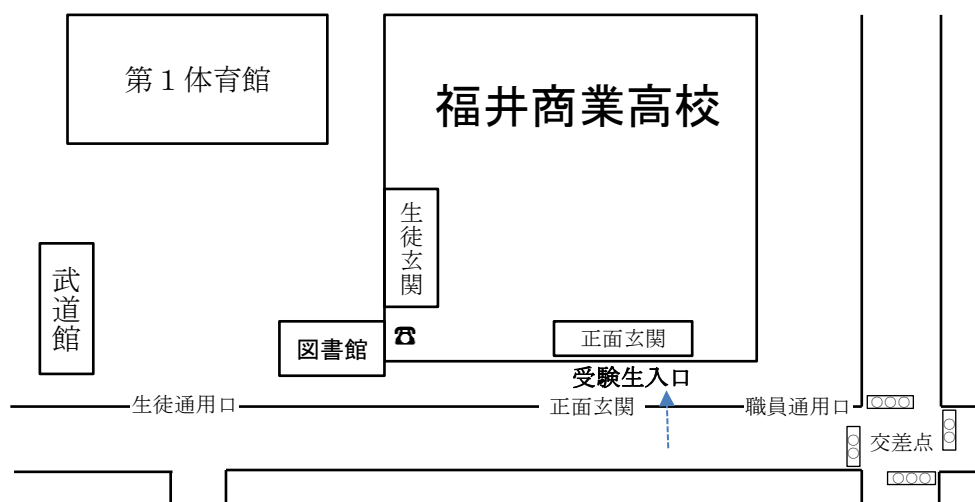 第１体育館
福井商業高校
生徒玄関
武道館
図書館
☎
正面玄関
受験生入口
生徒通用口
正面玄関
職員通用口
○○○
○○
交差点
○○
○○○